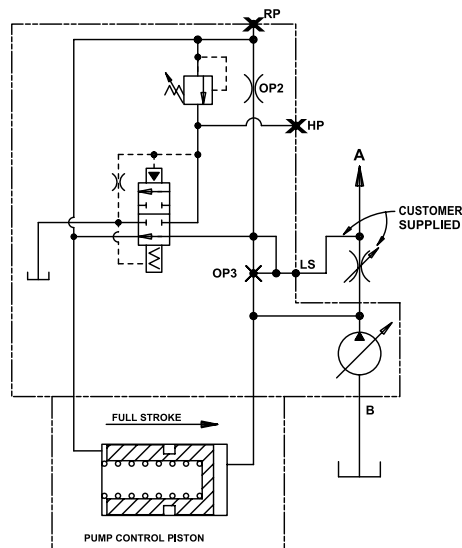 RP
OP2
HP
A
CUSTOMER
SUPPLIED
OP3
LS
B
FULL STROKE
PUMP CONTROL PISTON